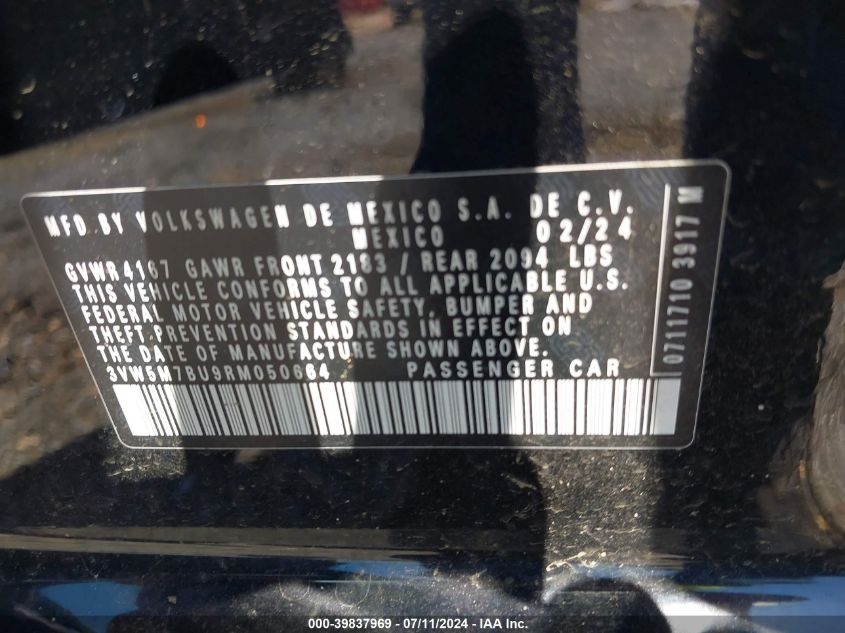 MFD.BY VOLKSWAGEN DE MEXICO S.A. DE C.V.
MEXICO 02/24
GVWR 4167 GAWR FRONT 2183 / REAR 2094 LBS
THIS VEHICLE CONFORMS TO ALL APPLICABLE U.S.
FEDERAL MOTOR VEHICLE SAFETY, BUMPER AND
THEFT PREVENTION STANDARDS IN EFFECT ON
THE DATE OF MANUFACTURE SHOWN ABOVE.
3VW5M7BU9RM050664 PASSENGER CAR
0711710 3917 M
000-39837969 / 07/11/2024 - IAA Inc.